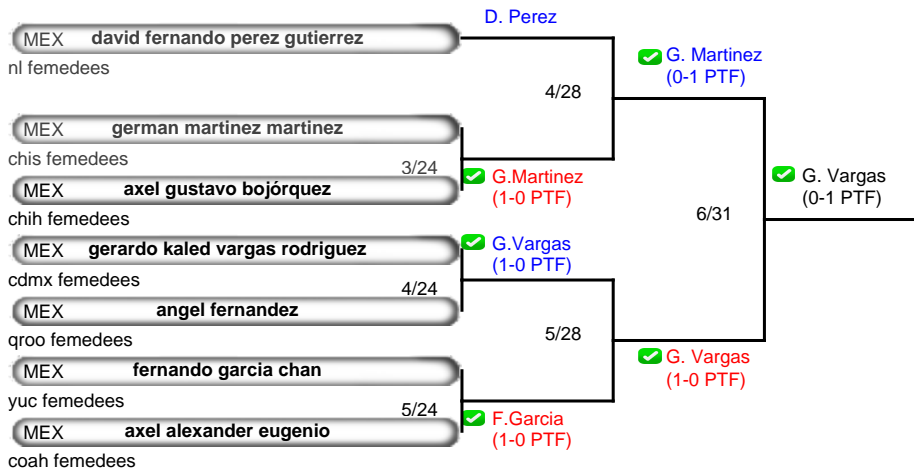 D. Perez
MEX david fernando perez gutierrez
nl femedees
G. Martinez
(0-1 PTF)
4/28
MEX german martinez martinez
chis femedees
3/24
G.Martinez
(1-0 PTF)
MEX axel gustavo bojórquez
chih femedees
G. Vargas
(0-1 PTF)
6/31
MEX gerardo kaled vargas rodriguez
cdmx femedees
G.Vargas
(1-0 PTF)
4/24
MEX angel fernandez
qroo femedees
5/28
G. Vargas
(1-0 PTF)
MEX fernando garcia chan
yuc femedees
5/24
F.Garcia
(1-0 PTF)
MEX axel alexander eugenio
coah femedees